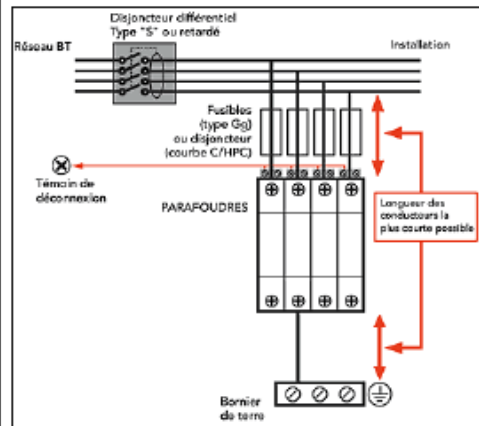 Disjoncteur différentiel
Type "S" ou retardé
Réseau BT
Installation
Fusibles
(type Gg)
ou disjoncteur
(courbe C/HPC)
Témoin de
déconnexion
PARAFOUDRES
Longueur des
conducteurs la
plus courte possible
Bornier
de terre